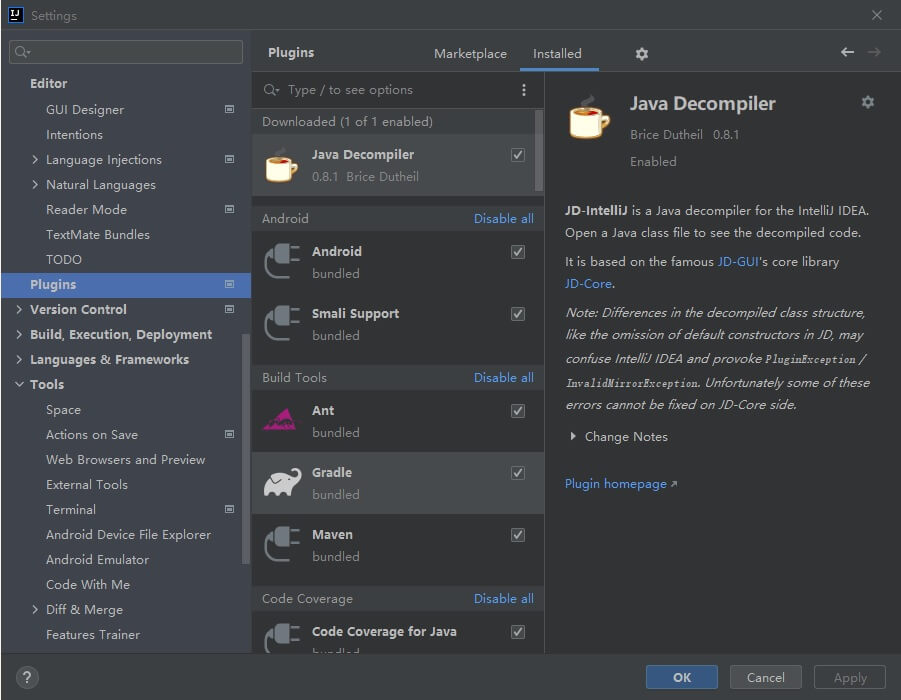 Settings
Editor
GUI Designer
Intentions
Language Injections
Natural Languages
Reader Mode
TextMate Bundles
TODO
Plugins
Version Control
Build, Execution, Deployment
Languages & Frameworks
Tools
Space
Actions on Save
Web Browsers and Preview
External Tools
Terminal
Android Device File Explorer
Android Emulator
Code With Me
Diff & Merge
Features Trainer
Plugins
Marketplace
Installed
Type / to see options
Downloaded (1 of 1 enabled)
Java Decompiler
0.8.1 Brice Dutheil
Android
Disable all
Android
bundled
Smali Support
bundled
Build Tools
Disable all
Ant
bundled
Gradle
bundled
Maven
bundled
Code Coverage
Disable all
Code Coverage for Java
bundled
Java Decompiler
Brice Dutheil 0.8.1
Enabled
JD-IntelliJ is a Java decompiler for the IntelliJ IDEA.
Open a Java class file to see the decompiled code.
It is based on the famous JD-GUI's core library
JD-Core.
Note: Differences in the decompiled class structure,
like the omission of default constructors in JD, may
confuse IntelliJ IDEA and provoke PluginException /
InvalidMirrorException. Unfortunately some of these
errors cannot be fixed on JD-Core side.
Change Notes
Plugin homepage
?
OK
Cancel
Apply